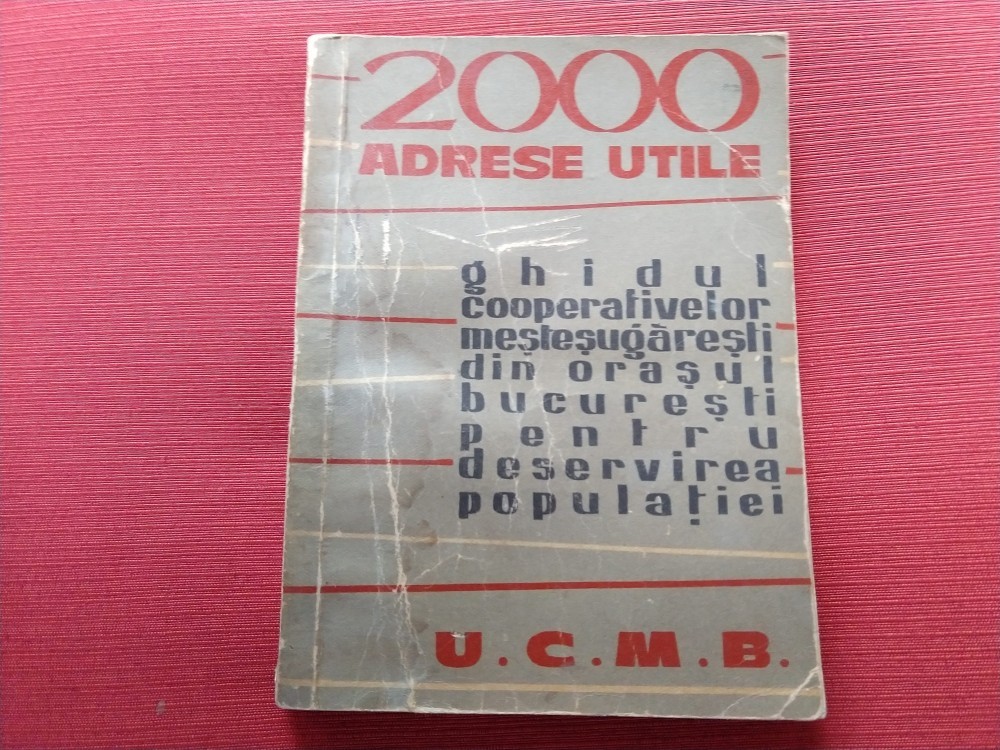 2000
ADRESE UTILE
ghidul
cooperativelor
meșteșugărești
din orașul
bucurești
pentru
deservirea
populației
U.C.M.B.